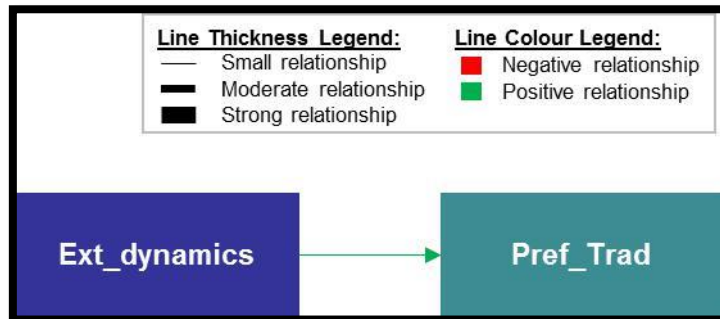 Line Thickness Legend:
Small relationship
Moderate relationship
Strong relationship
Line Colour Legend:
Negative relationship
Positive relationship
Ext_dynamics
Pref_Trad